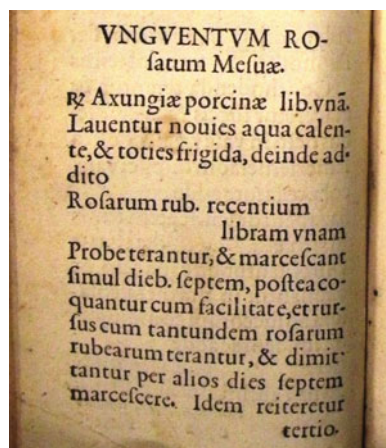 VNGVENTVM RO-
ſatum Meſuæ.
℞ Axungiæ porcinæ lib.vnã.
Lauentur nouies aqua calen-
te,& toties frigida, deinde ad-
dito
Roſarum rub. recentium
libram vnam
Probe terantur, & marceſcant
ſimul dieb. ſeptem, poſtea co-
quantur cum facilitate, et rur-
ſus cum tantundem roſarum
rubearum terantur, & dimit-
tantur per alios dies ſeptem
marceſcere. Idem reiteretur
tertio.